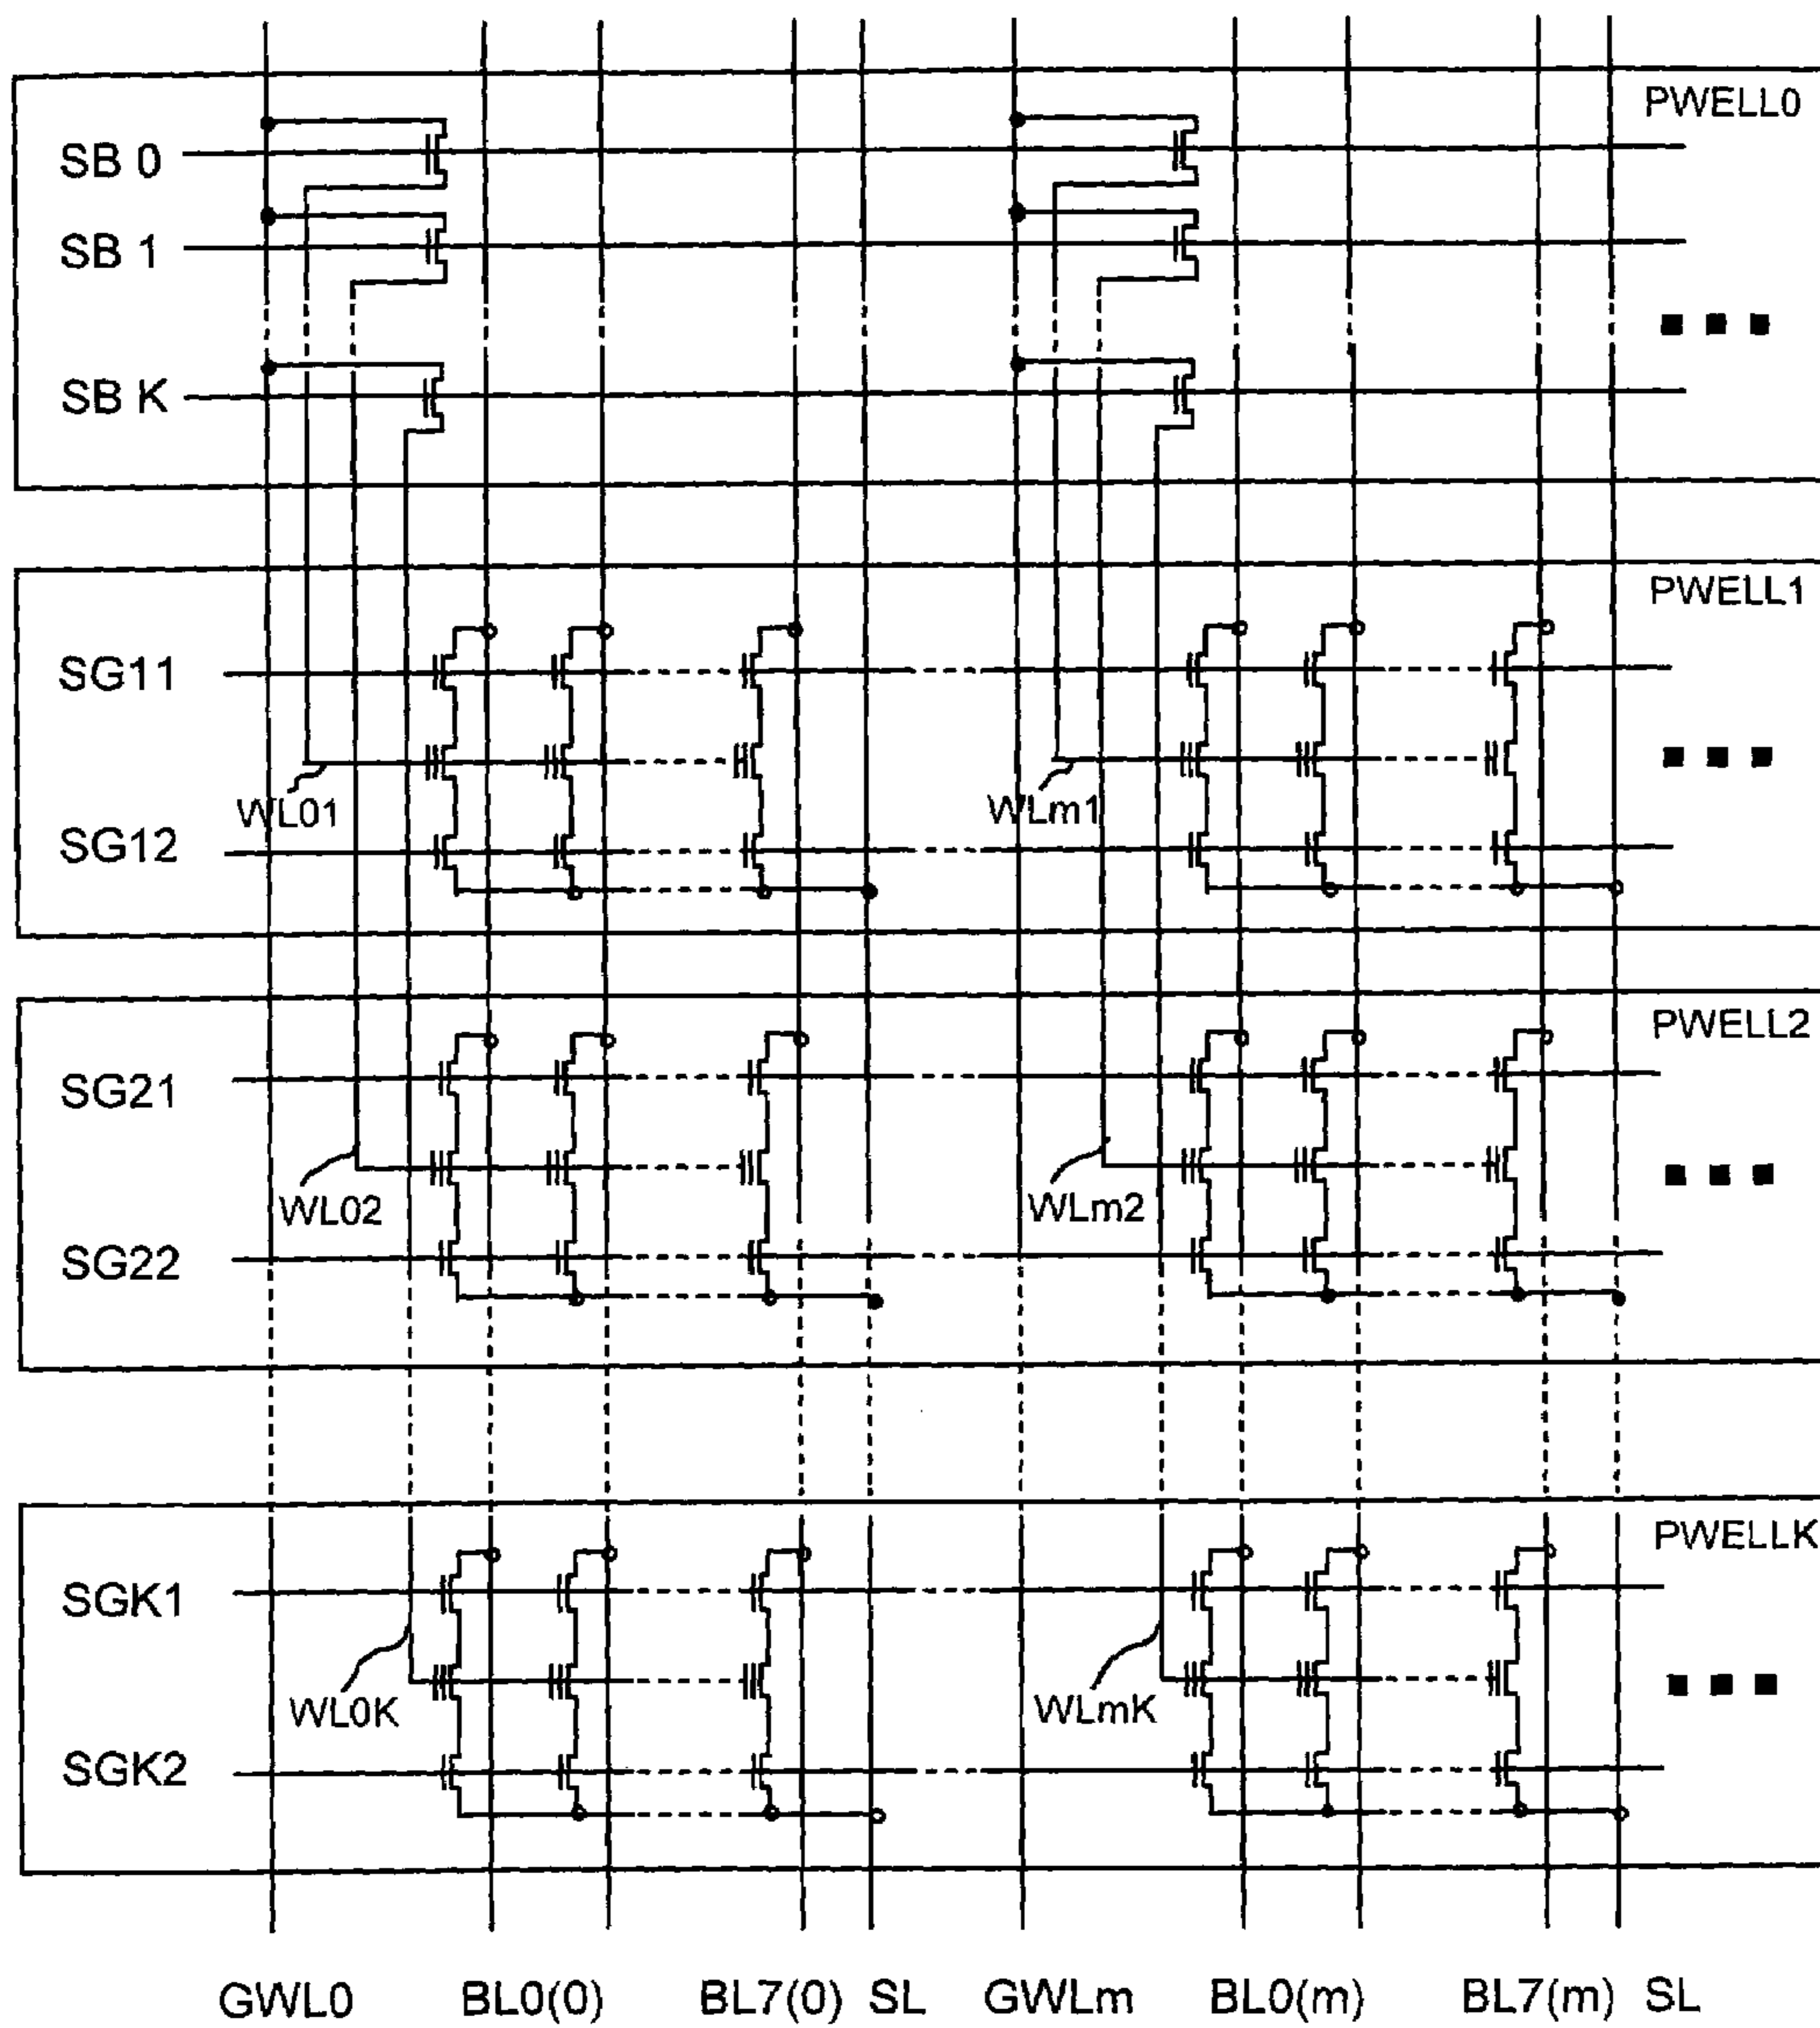 PWELL0
SB 0
SB 1
SB K
PWELL1
SG11
WL01
WLm1
SG12
PWELL2
SG21
WL02
WLm2
SG22
PWELLK
SGK1
WL0K
WLmK
SGK2
GWL0 BL0(0) BL7(0) SL GWLm BL0(m) BL7(m) SL